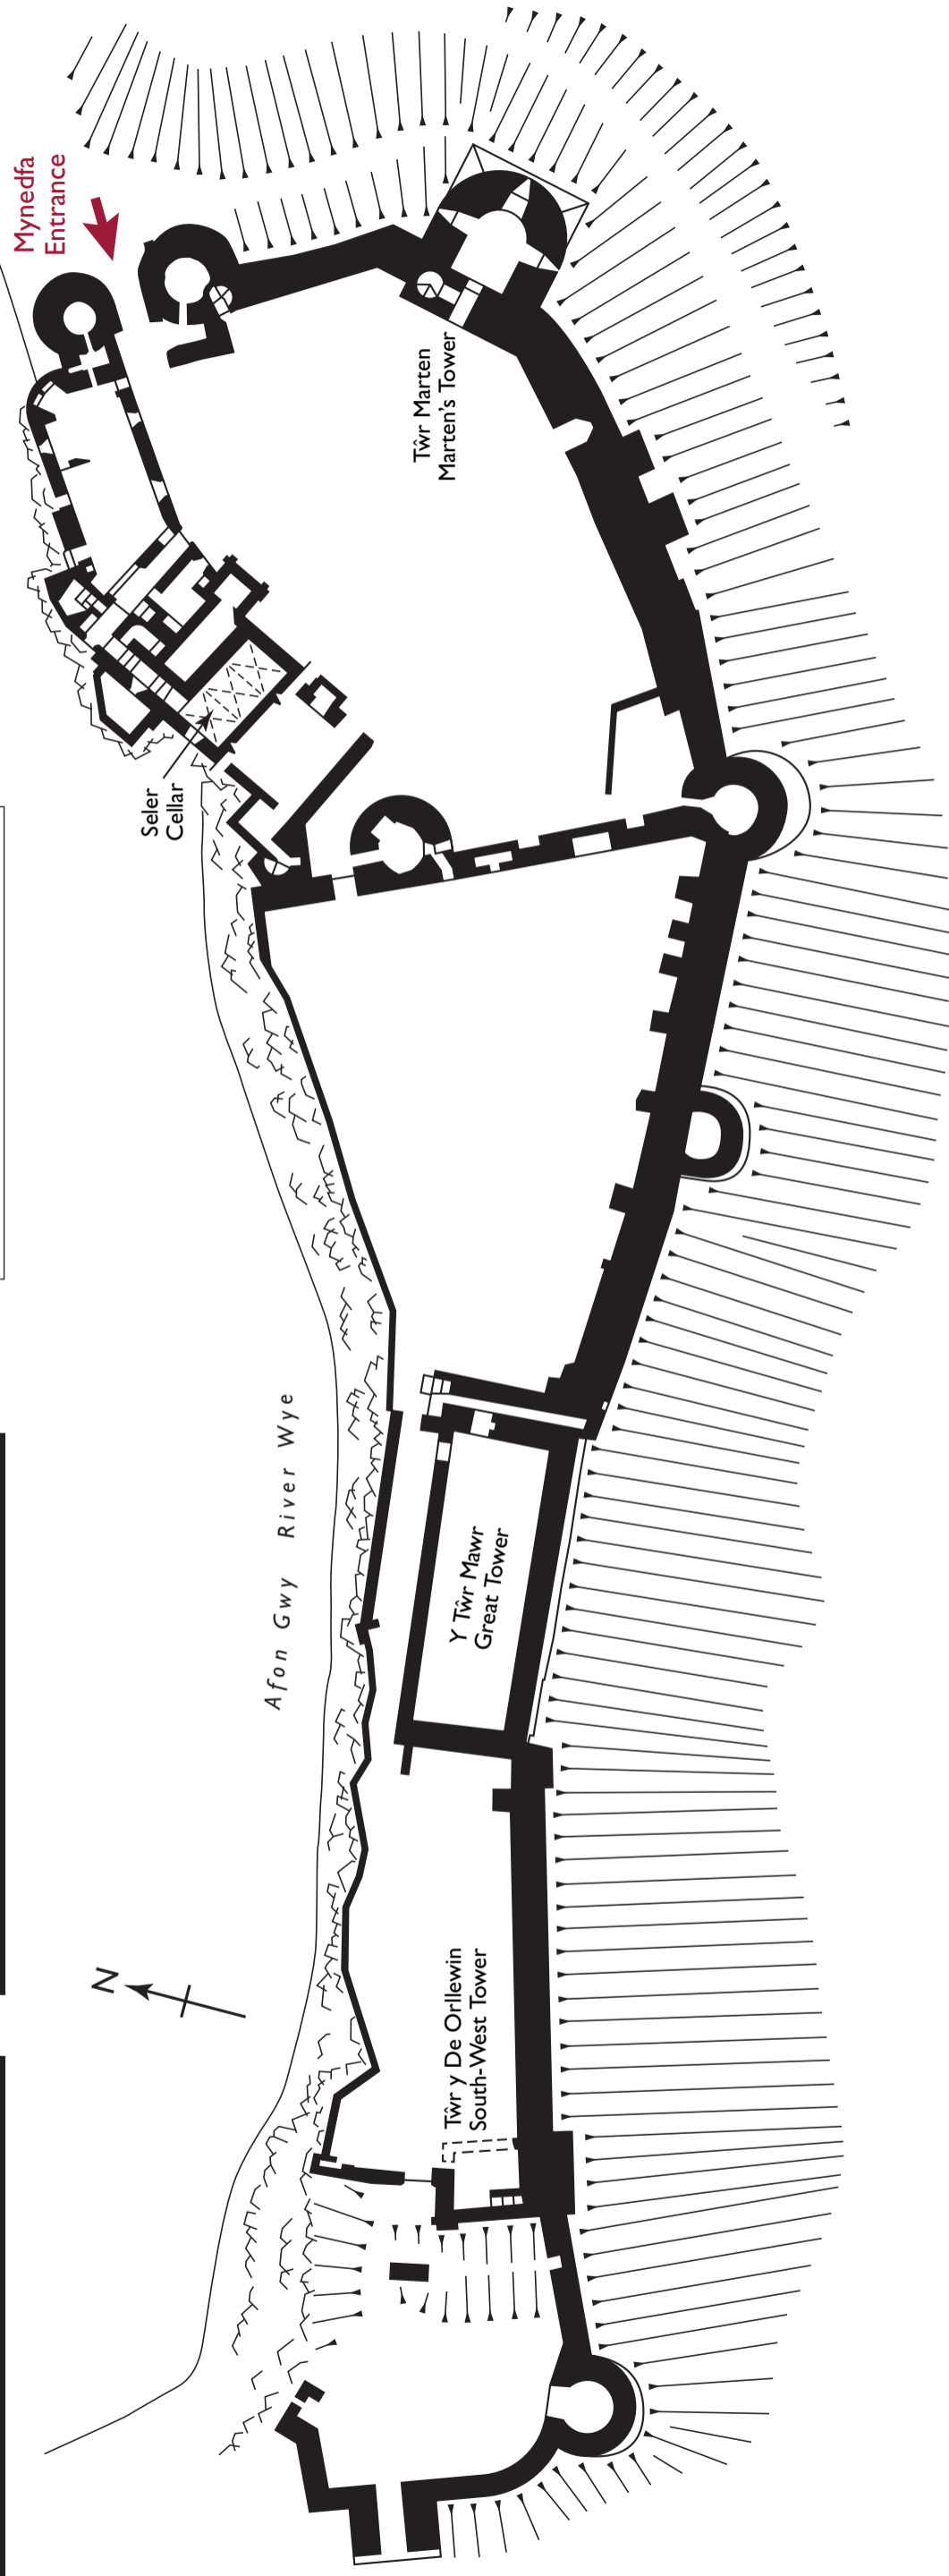 Mynedfa
Entrance
Tŵr Marten
Marten's Tower
Seler
Cellar
Afon Gwy River Wye
Y Tŵr Mawr
Great Tower
N
Tŵr y De Orllewin
South-West Tower